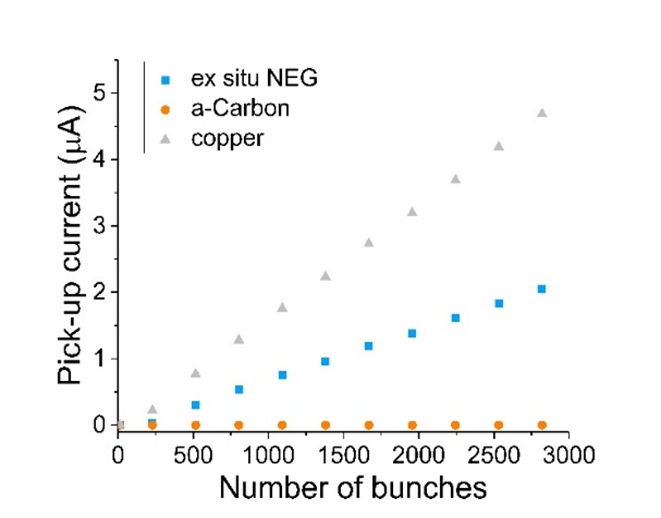 ex situ NEG
a-Carbon
copper
Pick-up current (μA)
5
4
3
2
1
0
0 500 1000 1500 2000 2500 3000
Number of bunches